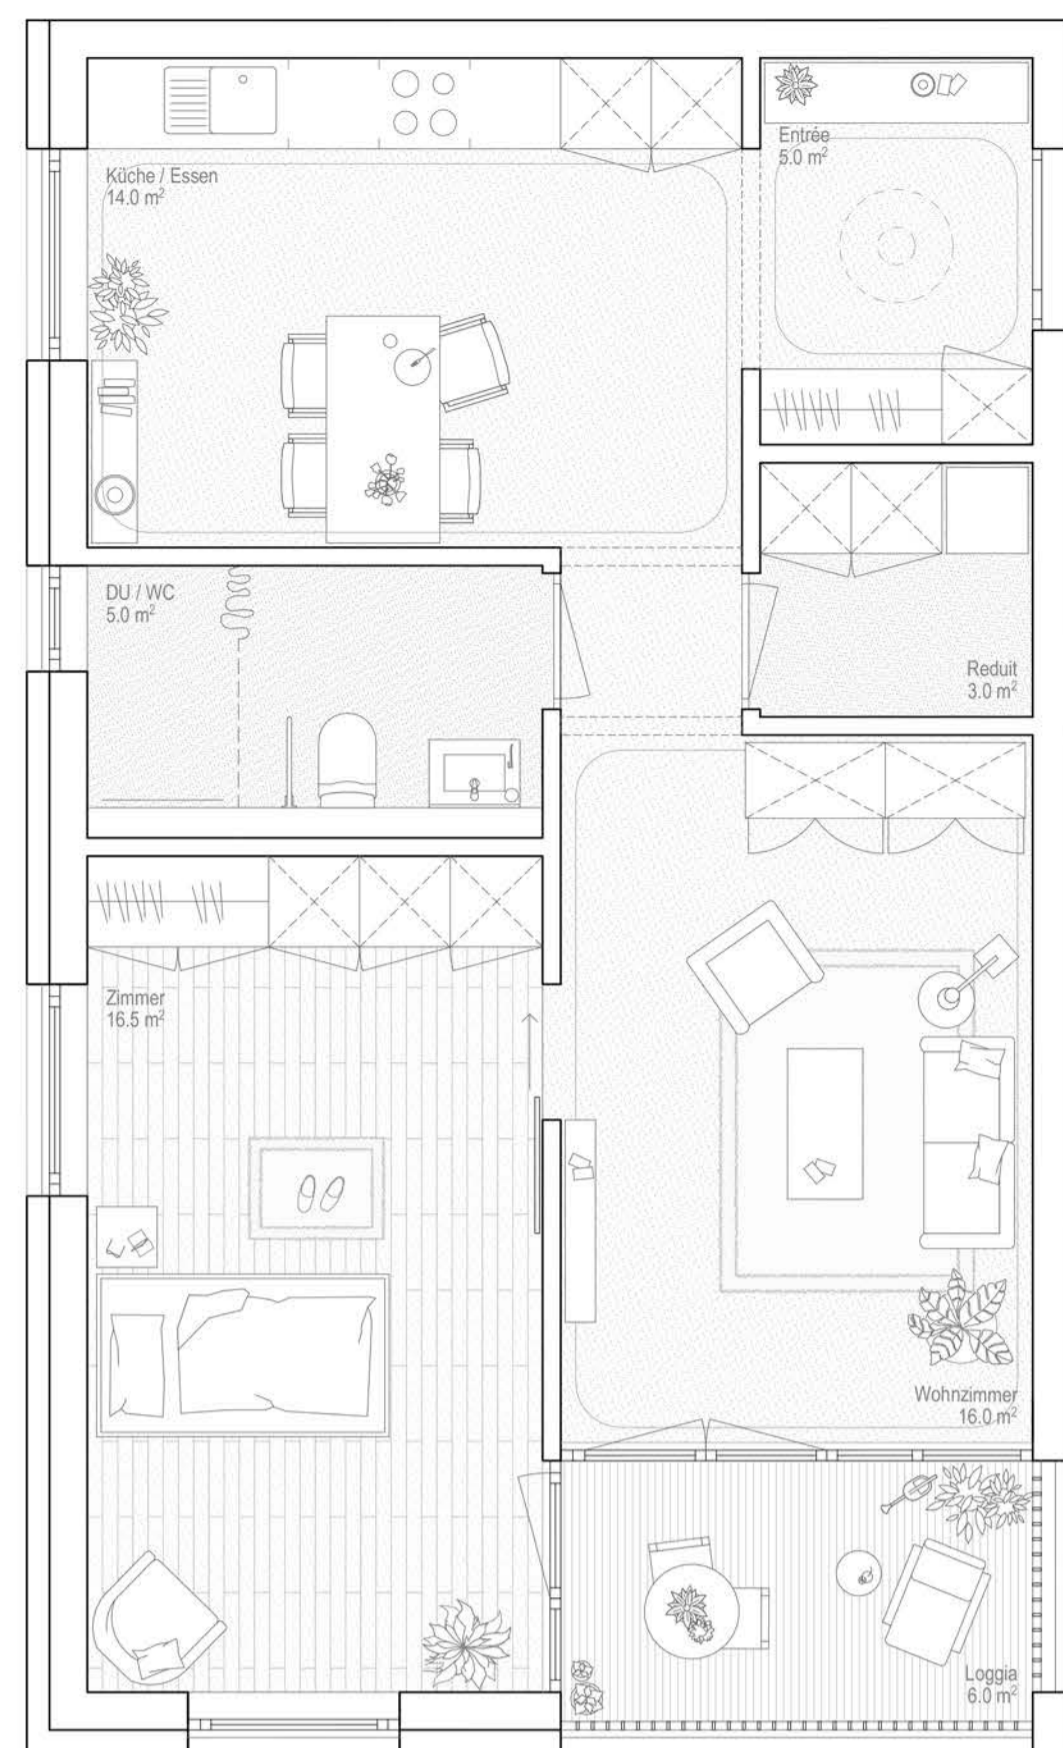 Entrée
5.0 m²
Küche / Essen
14.0 m²
DU / WC
5.0 m²
Reduit
3.0 m²
Zimmer
16.5 m²
Wohnzimmer
16.0 m²
Loggia
6.0 m²